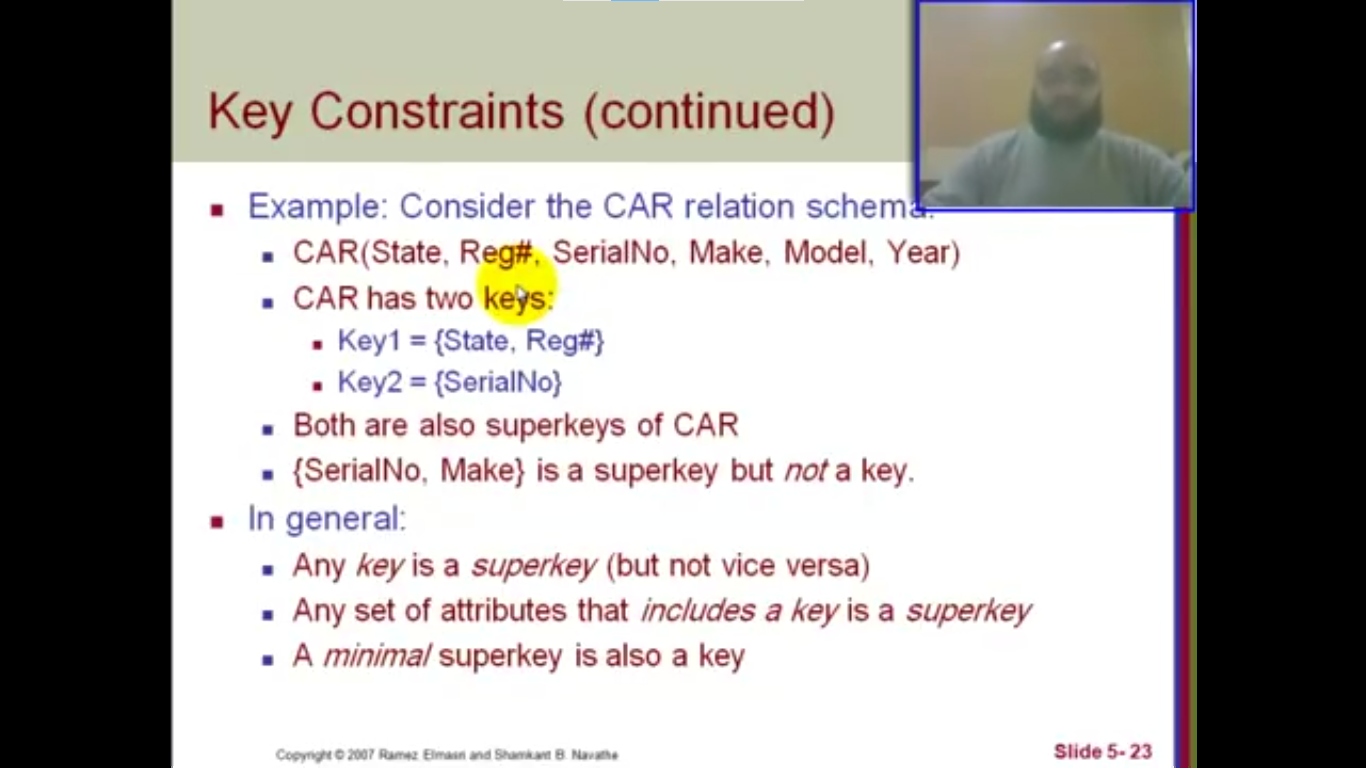 Key Constraints (continued)
Example: Consider the CAR relation schema:
CAR(State, Reg#, SerialNo, Make, Model, Year)
CAR has two keys:
Key1 = {State, Reg#}
Key2 = {SerialNo}
Both are also superkeys of CAR
{SerialNo, Make} is a superkey but not a key.
In general:
Any key is a superkey (but not vice versa)
Any set of attributes that includes a key is a superkey
A minimal superkey is also a key
Copyright © 2007 Ramez Elmasri and Shamkant B. Navathe
Slide 5- 23